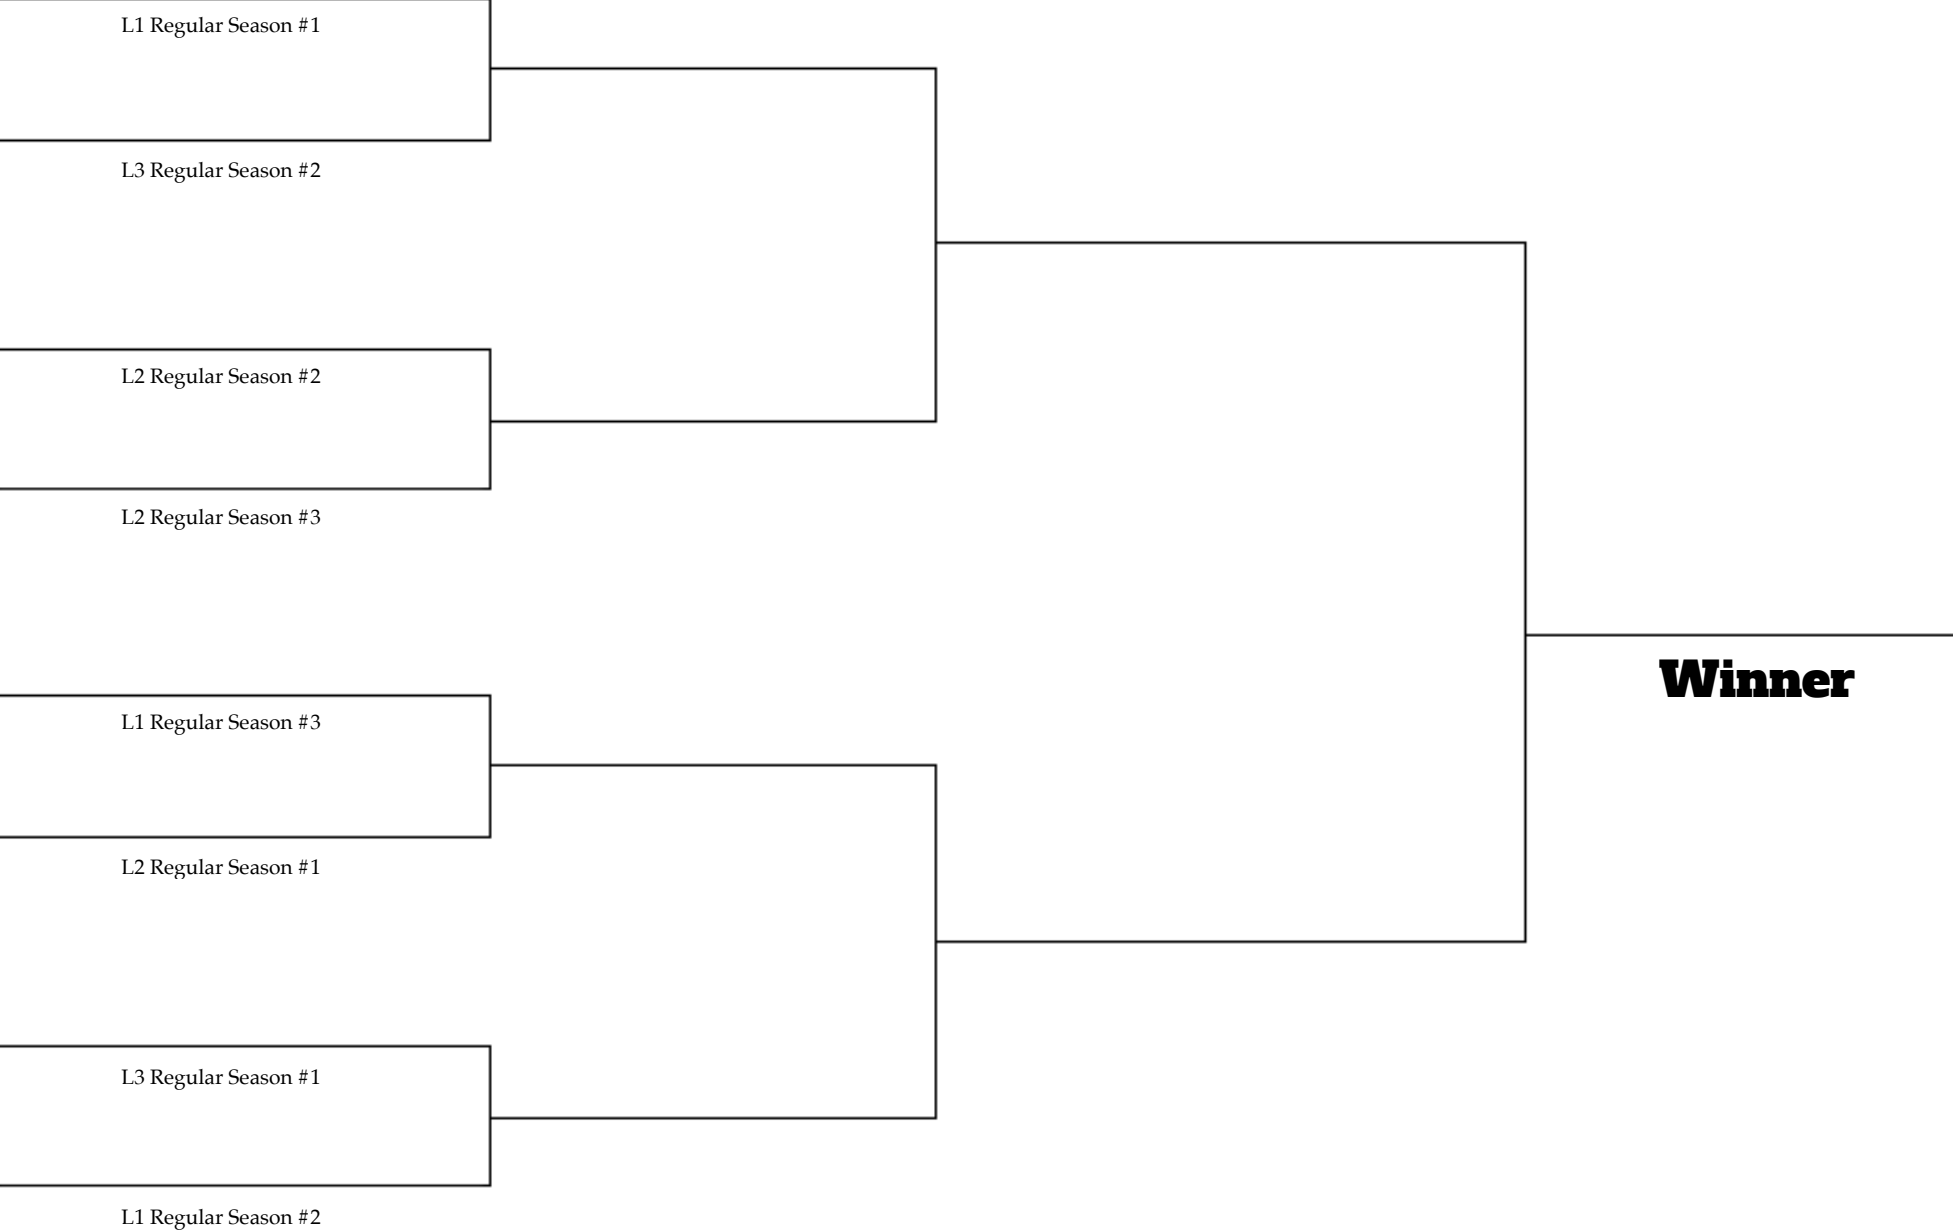 L1 Regular Season #1
L3 Regular Season #2
L2 Regular Season #2
L2 Regular Season #3
Winner
L1 Regular Season #3
L2 Regular Season #1
L3 Regular Season #1
L1 Regular Season #2